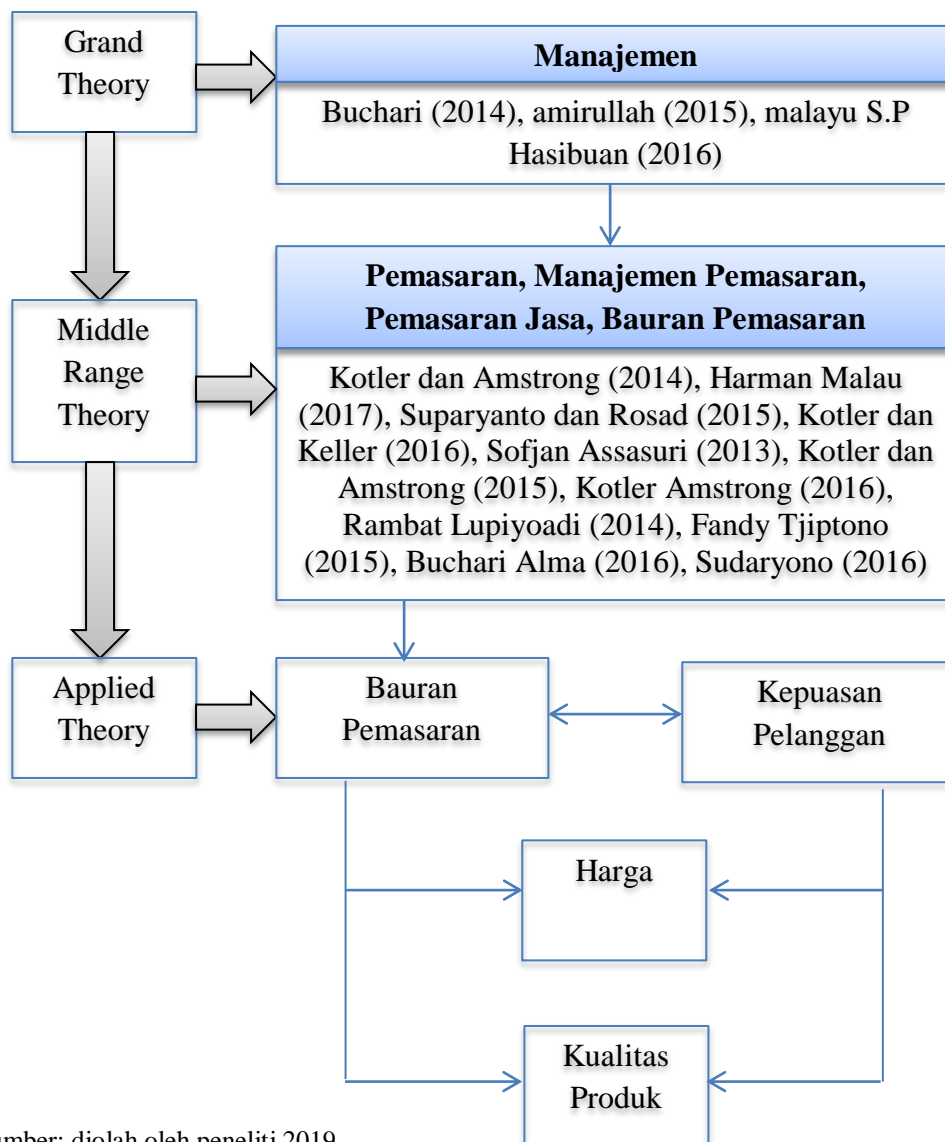 Grand
Theory
Manajemen
Buchari (2014), amirullah (2015), malayu S.P
Hasibuan (2016)
Middle
Range
Theory
Pemasaran, Manajemen Pemasaran,
Pemasaran Jasa, Bauran Pemasaran
Kotler dan Amstrong (2014), Harman Malau
(2017), Suparyanto dan Rosad (2015), Kotler dan
Keller (2016), Sofjan Assasuri (2013), Kotler dan
Amstrong (2015), Kotler Amstrong (2016),
Rambat Lupiyoadi (2014), Fandy Tjiptono
(2015), Buchari Alma (2016), Sudaryono (2016)
Applied
Theory
Bauran
Pemasaran
Kepuasan
Pelanggan
Harga
Kualitas
Produk
umber: diolah oleh peneliti 2019